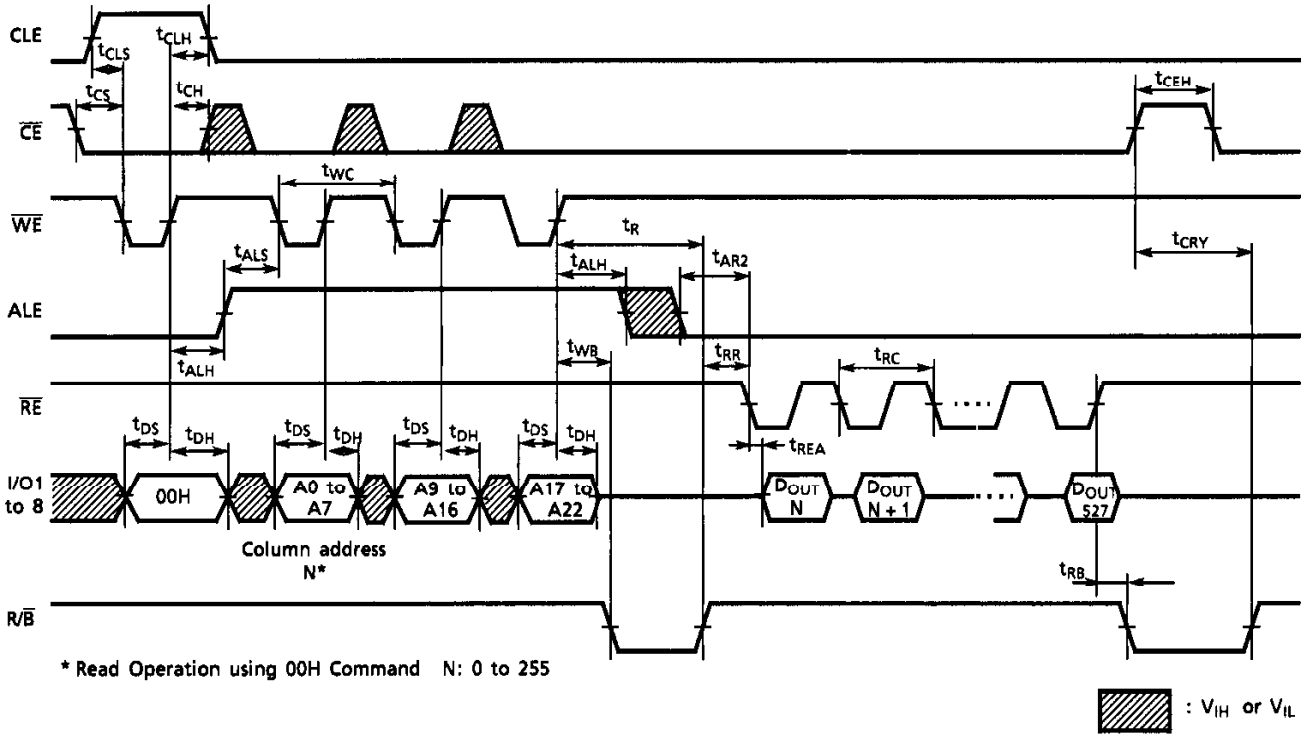 CLE
tCLS
tCLH
tCS
tCH
tCEH
CE
tWC
WE
tR
tCRY
tALS
tALH
tAR2
ALE
tALH
tWB
tRR
tRC
RE
tDS
tDH
tDS
tDH
tDS
tDH
tDS
tDH
tREA
I/O1
to 8
00H
A0 to
A7
A9 to
A16
A17 to
A22
DOUT
N
DOUT
N + 1
DOUT
527
Column address
N*
tRB
R/B
* Read Operation using 00H Command N: 0 to 255
: VIH or VIL